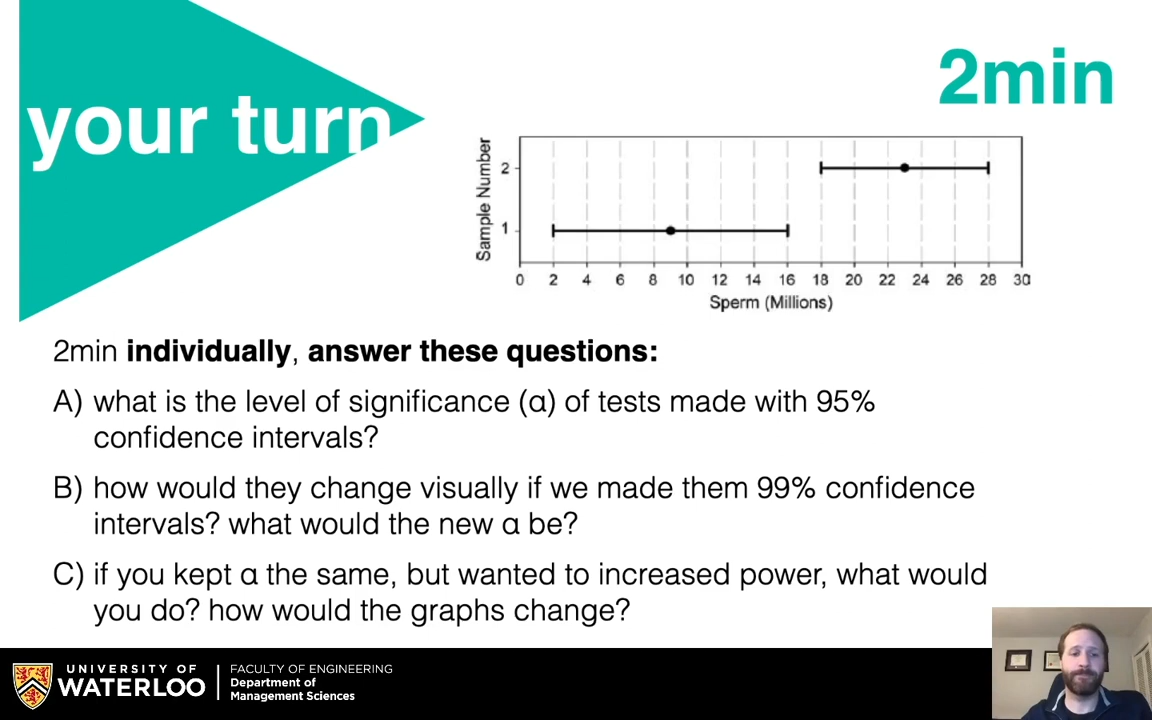 your turn
2min
Sample Number
2
1
0 2 4 6 8 10 12 14 16 18 20 22 24 26 28 30
Sperm (Millions)
2min individually, answer these questions:
A) what is the level of significance (α) of tests made with 95%
confidence intervals?
B) how would they change visually if we made them 99% confidence
intervals? what would the new α be?
C) if you kept α the same, but wanted to increased power, what would
you do? how would the graphs change?
UNIVERSITY OF
WATERLOO
FACULTY OF ENGINEERING
Department of
Management Sciences